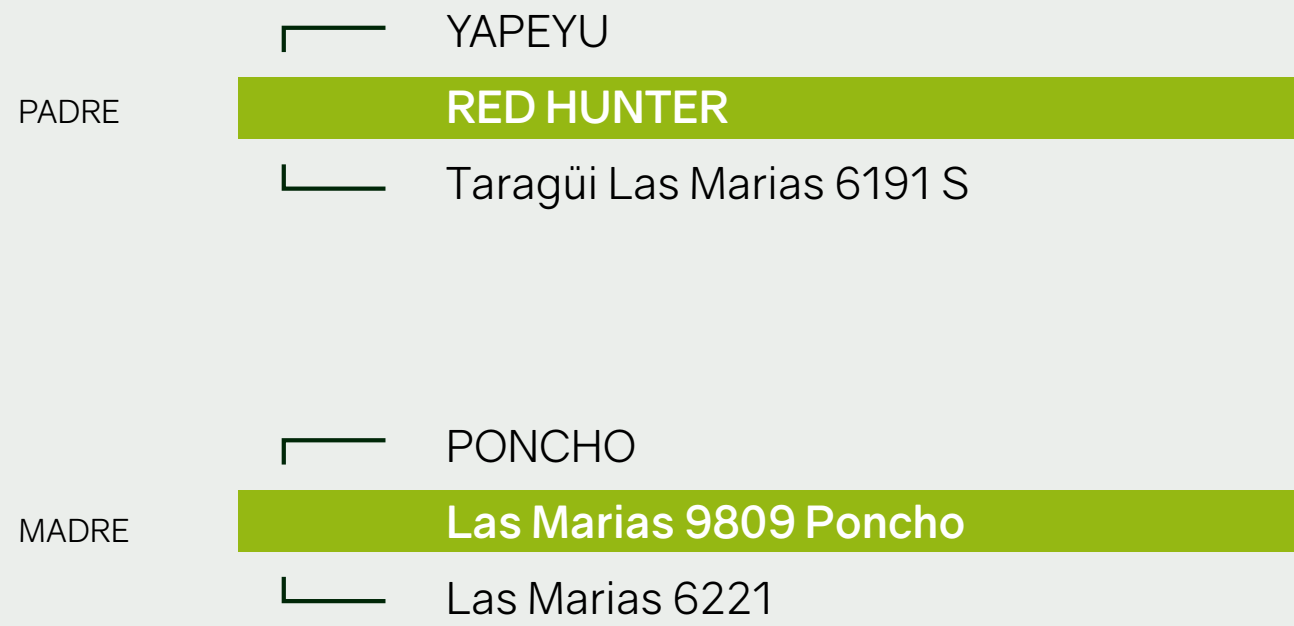 YAPEYU
PADRE
RED HUNTER
Taragüi Las Marias 6191 S
PONCHO
MADRE
Las Marias 9809 Poncho
Las Marias 6221